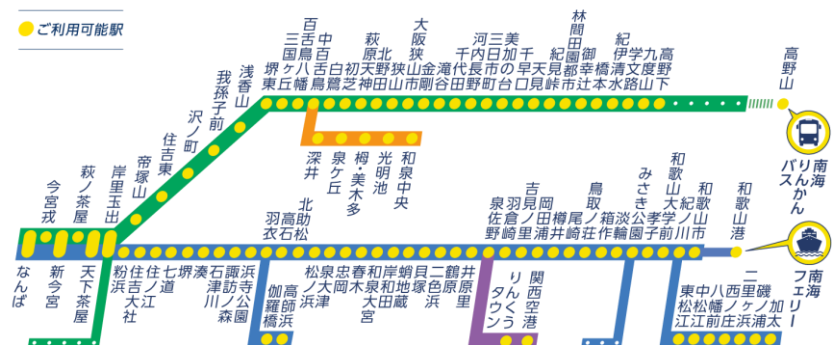 ご利用可能駅
浅香山
我孫子前
沢ノ町
住吉東
帝塚山
岸里玉出
萩ノ茶屋
今宮戎
堺東
三国ヶ丘
百舌鳥八幡
中百舌鳥
白鷺
初芝
萩原天神
北野田
狭山
大阪狭山市
金剛
滝谷
千代田
河内長野
三日市町
美加の台
千早口
天見
紀見峠
林間田園都市
御幸辻
橋本
紀伊清水
学文路
九度山
高野下
高野山
南海
りんかん
バス
深井
泉ケ丘
栂・美木多
光明池
和泉中央
なんば
新今宮
天下茶屋
粉浜
住吉大社
住ノ江
七道
堺
湊
石津川
諏訪ノ森
浜寺公園
羽衣
高石
北助松
松ノ浜
泉大津
忠岡
春木
和泉大宮
岸和田
蛸地蔵
貝塚
二色浜
鶴原
井原里
泉佐野
羽倉崎
吉見ノ里
岡田浦
樽井
尾崎
鳥取ノ荘
箱作
淡輪
みさき公園
孝子
和歌山大学前
紀ノ川
和歌山市
和歌山港
南海
フェリー
伽羅橋
高師浜
りんくう
タウン
関西空港
東松江
中松江
八幡前
西ノ庄
二里ヶ浜
磯ノ浦
加太